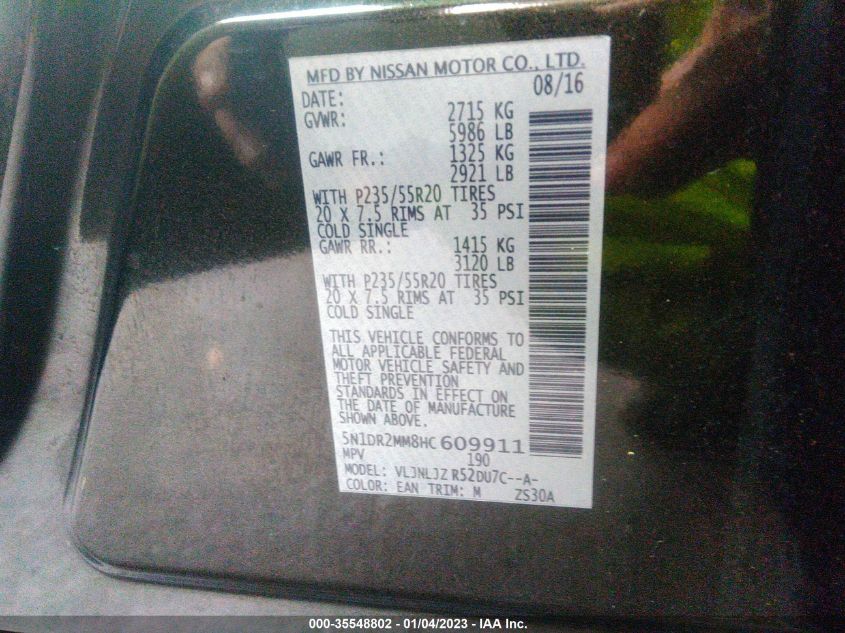 MFD BY NISSAN MOTOR CO., LTD.
DATE: 08/16
GVWR: 2715 KG
5986 LB
GAWR FR.: 1325 KG
2921 LB
WITH P235/55R20 TIRES
20 X 7.5 RIMS AT 35 PSI
COLD SINGLE
GAWR RR.: 1415 KG
3120 LB
WITH P235/55R20 TIRES
20 X 7.5 RIMS AT 35 PSI
COLD SINGLE
THIS VEHICLE CONFORMS TO
ALL APPLICABLE FEDERAL
MOTOR VEHICLE SAFETY AND
THEFT PREVENTION
STANDARDS IN EFFECT ON
THE DATE OF MANUFACTURE
SHOWN ABOVE.
5N1DR2MM8HC609911
MPV 190
MODEL: VLJNLJZ R52DU7C--A-
COLOR: EAN TRIM: M ZS30A
000-35548802 - 01/04/2023 - IAA Inc.